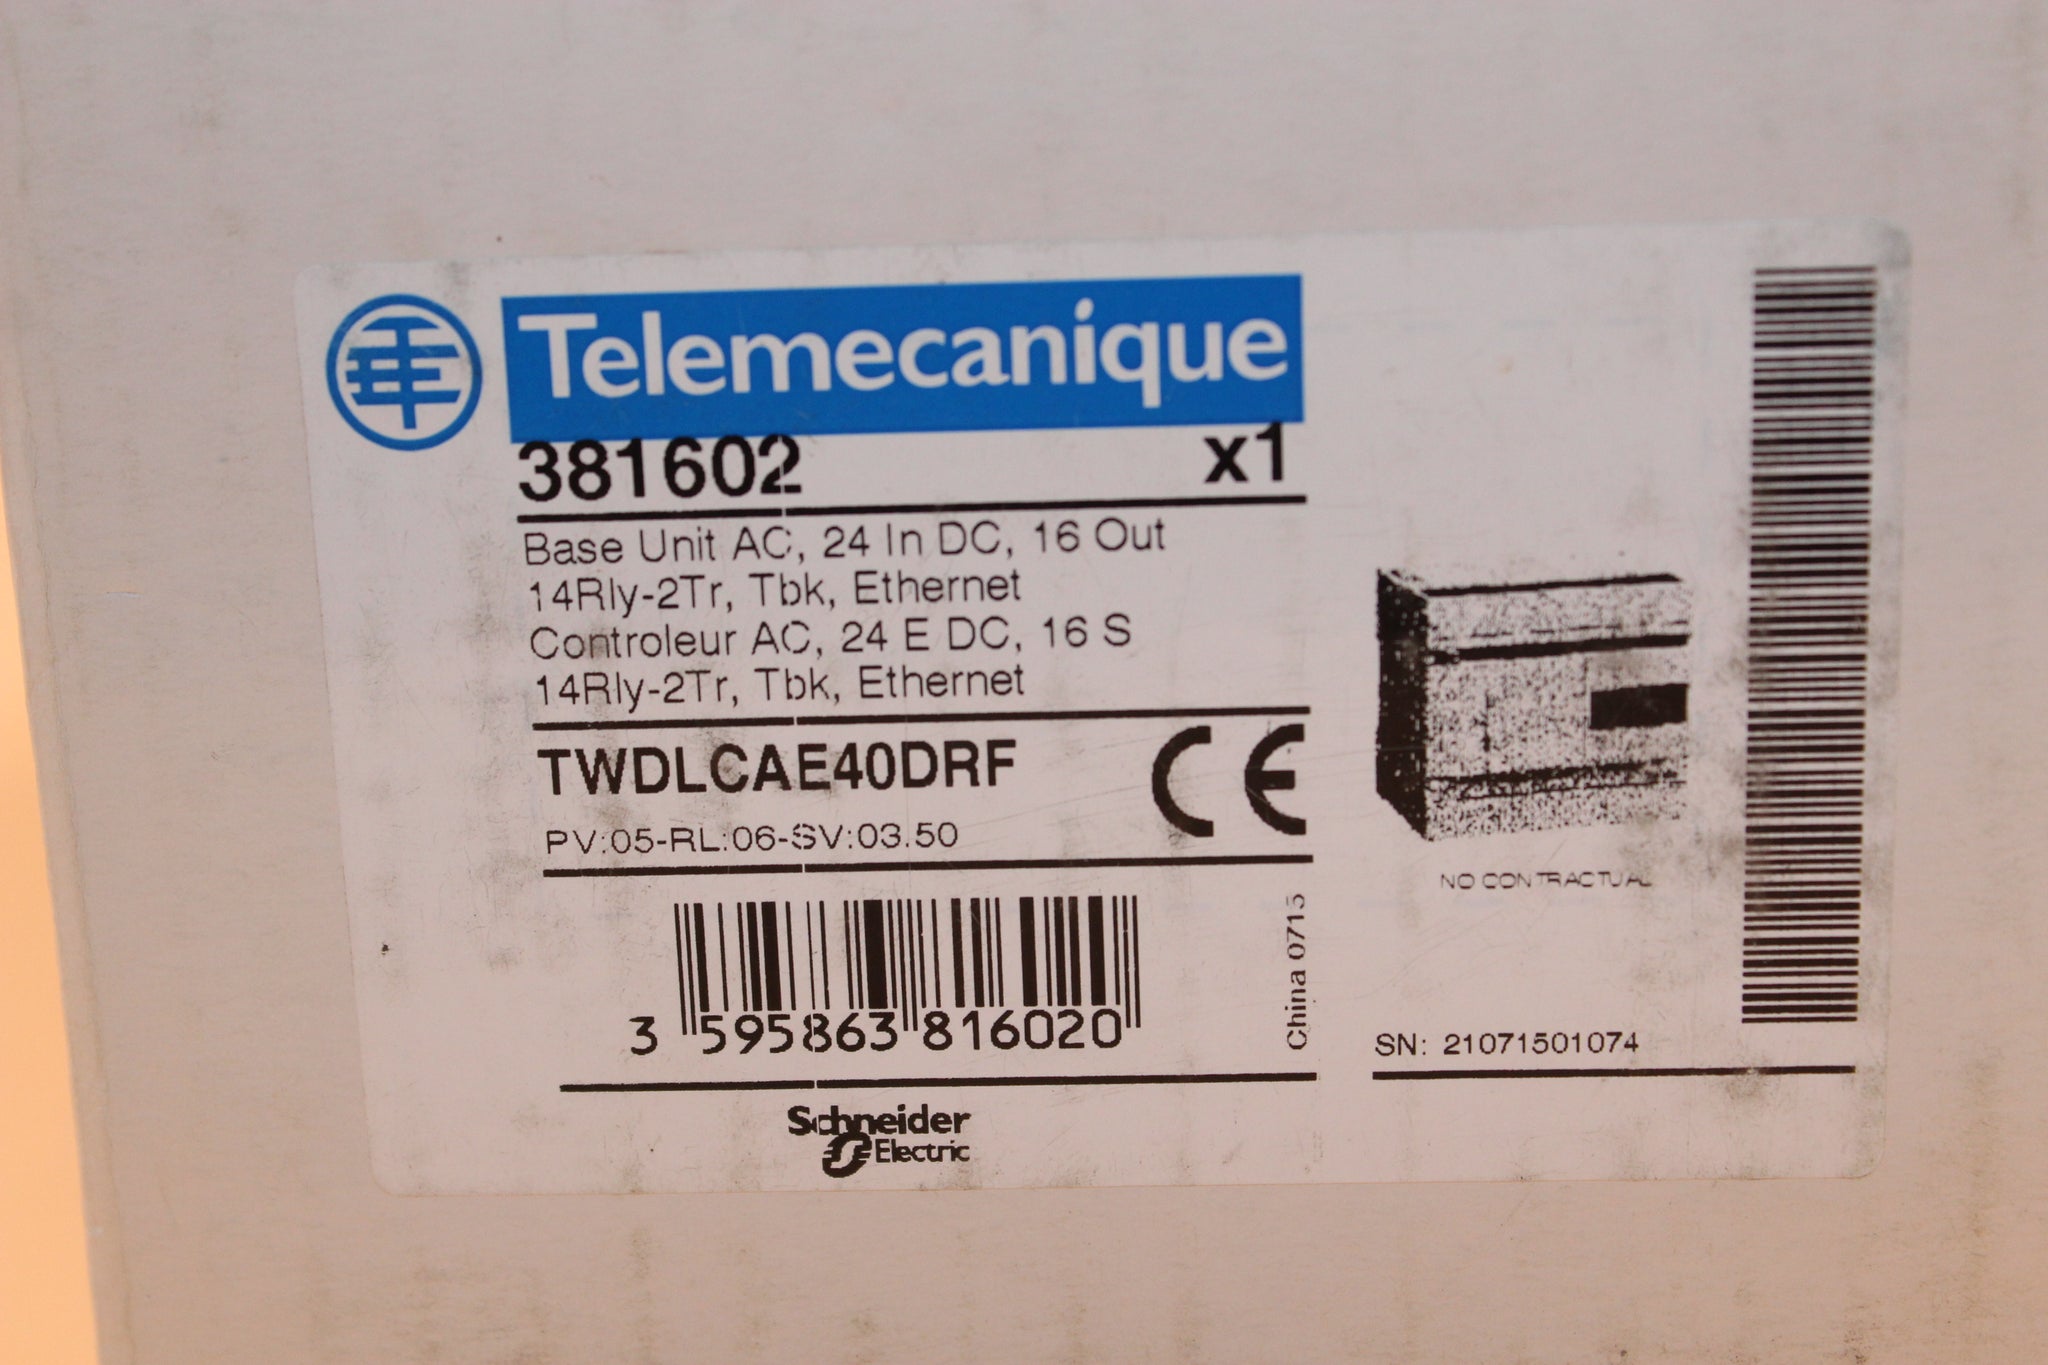 Telemecanique
381602 x1
Base Unit AC, 24 In DC, 16 Out
14Rly-2Tr, Tbk, Ethernet
Controleur AC, 24 E DC, 16 S
14Rly-2Tr, Tbk, Ethernet
TWDLCAE40DRF CE
PV:05-RL:06-SV:03.50
3 595863 816020
China 0715
Schneider
Electric
NO CONTRACTUAL
SN: 21071501074